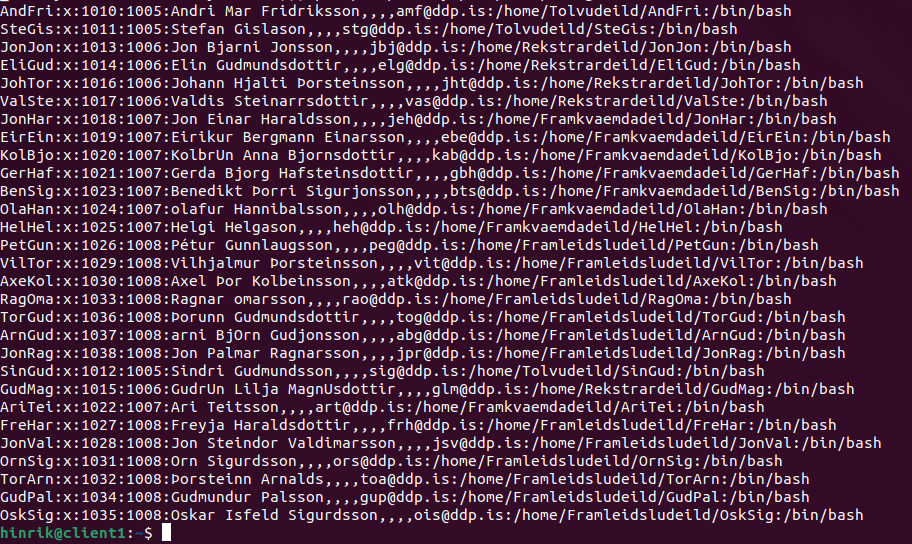 AndFri:x:1010:1005:Andri Mar Fridriksson,,,,amf@ddp.is:/home/Tolvudeild/AndFri:/bin/bash
SteGis:x:1011:1005:Stefan Gislason,,,,stg@ddp.is:/home/Tolvudeild/SteGis:/bin/bash
JonJon:x:1013:1006:Jon Bjarni Jonsson,,,,jbj@ddp.is:/home/Rekstrardeild/JonJon:/bin/bash
EliGud:x:1014:1006:Elin Gudmundsdottir,,,,elg@ddp.is:/home/Rekstrardeild/EliGud:/bin/bash
JohTor:x:1016:1006:Johann Hjalti Þorsteinsson,,,,jht@ddp.is:/home/Rekstrardeild/JohTor:/bin/bash
ValSte:x:1017:1006:Valdis Steinarrsdottir,,,,vas@ddp.is:/home/Rekstrardeild/ValSte:/bin/bash
JonHar:x:1018:1007:Jon Einar Haraldsson,,,,jeh@ddp.is:/home/Framkvaemdadeild/JonHar:/bin/bash
EirEin:x:1019:1007:Eirikur Bergmann Einarsson,,,,ebe@ddp.is:/home/Framkvaemdadeild/EirEin:/bin/bash
KolBjo:x:1020:1007:KolbrUn Anna Bjornsdottir,,,,kab@ddp.is:/home/Framkvaemdadeild/KolBjo:/bin/bash
GerHaf:x:1021:1007:Gerda Bjorg Hafsteinsdottir,,,,gbh@ddp.is:/home/Framkvaemdadeild/GerHaf:/bin/bash
BenSig:x:1023:1007:Benedikt Þorri Sigurjonsson,,,,bts@ddp.is:/home/Framkvaemdadeild/BenSig:/bin/bash
OlaHan:x:1024:1007:olafur Hannibalsson,,,,olh@ddp.is:/home/Framkvaemdadeild/OlaHan:/bin/bash
HelHel:x:1025:1007:Helgi Helgason,,,,heh@ddp.is:/home/Framkvaemdadeild/HelHel:/bin/bash
PetGun:x:1026:1008:Pétur Gunnlaugsson,,,,peg@ddp.is:/home/Framleidsludeild/PetGun:/bin/bash
VilTor:x:1029:1008:Vilhjalmur Þorsteinsson,,,,vit@ddp.is:/home/Framleidsludeild/VilTor:/bin/bash
AxeKol:x:1030:1008:Axel Þor Kolbeinsson,,,,atk@ddp.is:/home/Framleidsludeild/AxeKol:/bin/bash
RagOma:x:1033:1008:Ragnar omarsson,,,,rao@ddp.is:/home/Framleidsludeild/RagOma:/bin/bash
TorGud:x:1036:1008:Þorunn Gudmundsdottir,,,,tog@ddp.is:/home/Framleidsludeild/TorGud:/bin/bash
ArnGud:x:1037:1008:arni BjOrn Gudjonsson,,,,abg@ddp.is:/home/Framleidsludeild/ArnGud:/bin/bash
JonRag:x:1038:1008:Jon Palmar Ragnarsson,,,,jpr@ddp.is:/home/Framleidsludeild/JonRag:/bin/bash
SinGud:x:1012:1005:Sindri Gudmundsson,,,,sig@ddp.is:/home/Tolvudeild/SinGud:/bin/bash
GudMag:x:1015:1006:GudrUn Lilja MagnUsdottir,,,,glm@ddp.is:/home/Rekstrardeild/GudMag:/bin/bash
AriTei:x:1022:1007:Ari Teitsson,,,,art@ddp.is:/home/Framkvaemdadeild/AriTei:/bin/bash
FreHar:x:1027:1008:Freyja Haraldsdottir,,,,frh@ddp.is:/home/Framleidsludeild/FreHar:/bin/bash
JonVal:x:1028:1008:Jon Steindor Valdimarsson,,,,jsv@ddp.is:/home/Framleidsludeild/JonVal:/bin/bash
OrnSig:x:1031:1008:Orn Sigurdsson,,,,ors@ddp.is:/home/Framleidsludeild/OrnSig:/bin/bash
TorArn:x:1032:1008:Þorsteinn Arnalds,,,,toa@ddp.is:/home/Framleidsludeild/TorArn:/bin/bash
GudPal:x:1034:1008:Gudmundur Palsson,,,,gup@ddp.is:/home/Framleidsludeild/GudPal:/bin/bash
OskSig:x:1035:1008:Oskar Isfeld Sigurdsson,,,,ois@ddp.is:/home/Framleidsludeild/OskSig:/bin/bash
hinrik@client1:~$